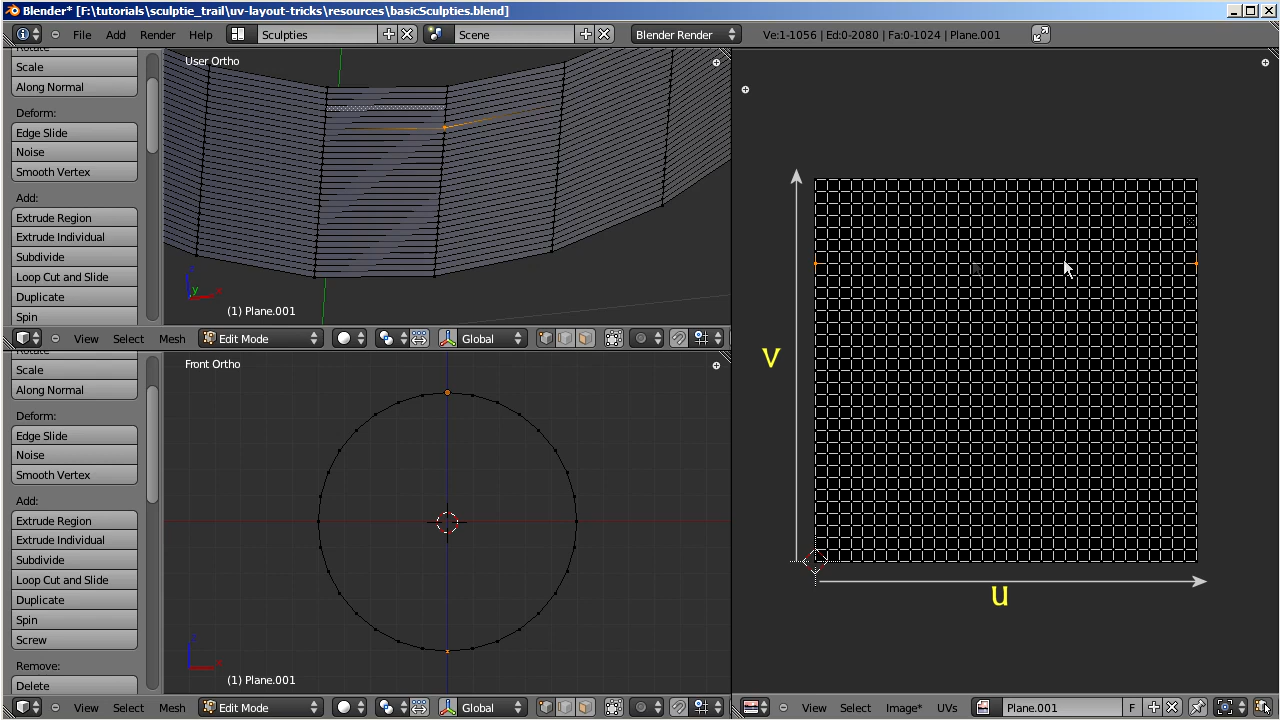 Blender* [F:\tutorials\sculptie_trail\uv-layout-tricks\resources\basicSculpties.blend]
File Add Render Help Sculpties Scene Blender Render Ve:1-1056 | Ed:0-2080 | Fa:0-1024 | Plane.001
Rotate
Scale
Along Normal
Deform:
Edge Slide
Noise
Smooth Vertex
Add:
Extrude Region
Extrude Individual
Subdivide
Loop Cut and Slide
Duplicate
Spin
User Ortho
z
y
x
(1) Plane.001
View Select Mesh Edit Mode Global
Rotate
Scale
Along Normal
Deform:
Edge Slide
Noise
Smooth Vertex
Add:
Extrude Region
Extrude Individual
Subdivide
Loop Cut and Slide
Duplicate
Spin
Screw
Remove:
Delete
Front Ortho
z
x
(1) Plane.001
View Select Mesh Edit Mode Global
v
u
View Select Image* UVs Plane.001 F